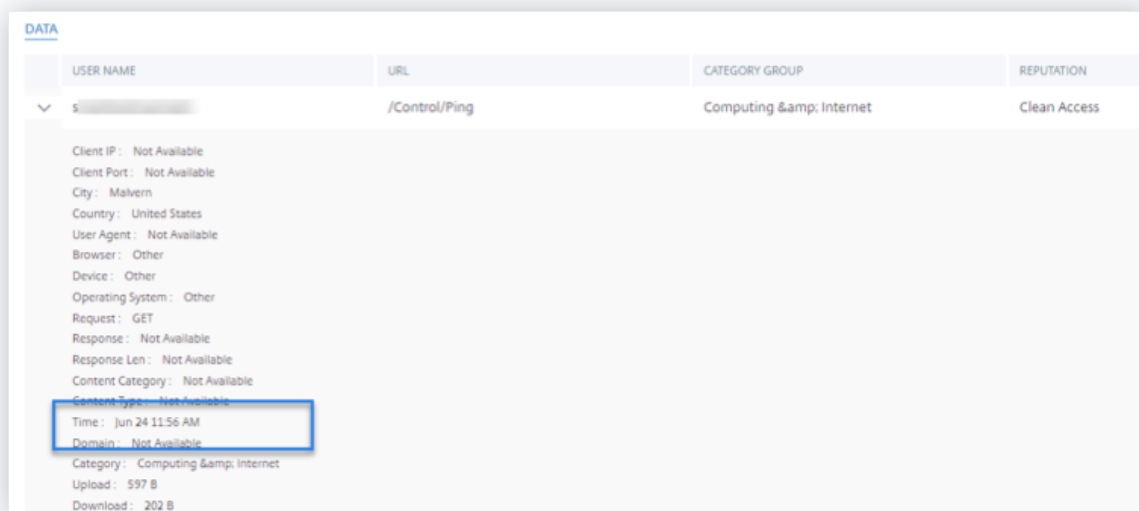 DATA
USER NAME URL CATEGORY GROUP REPUTATION
s /Control/Ping Computing &amp; Internet Clean Access
Client IP : Not Available
Client Port : Not Available
City : Malvern
Country : United States
User Agent : Not Available
Browser : Other
Device : Other
Operating System : Other
Request : GET
Response : Not Available
Response Len : Not Available
Content Category : Not Available
Content Type : Not Available
Time : Jun 24 11:56 AM
Domain : Not Available
Category : Computing &amp; Internet
Upload : 597 B
Download : 202 B